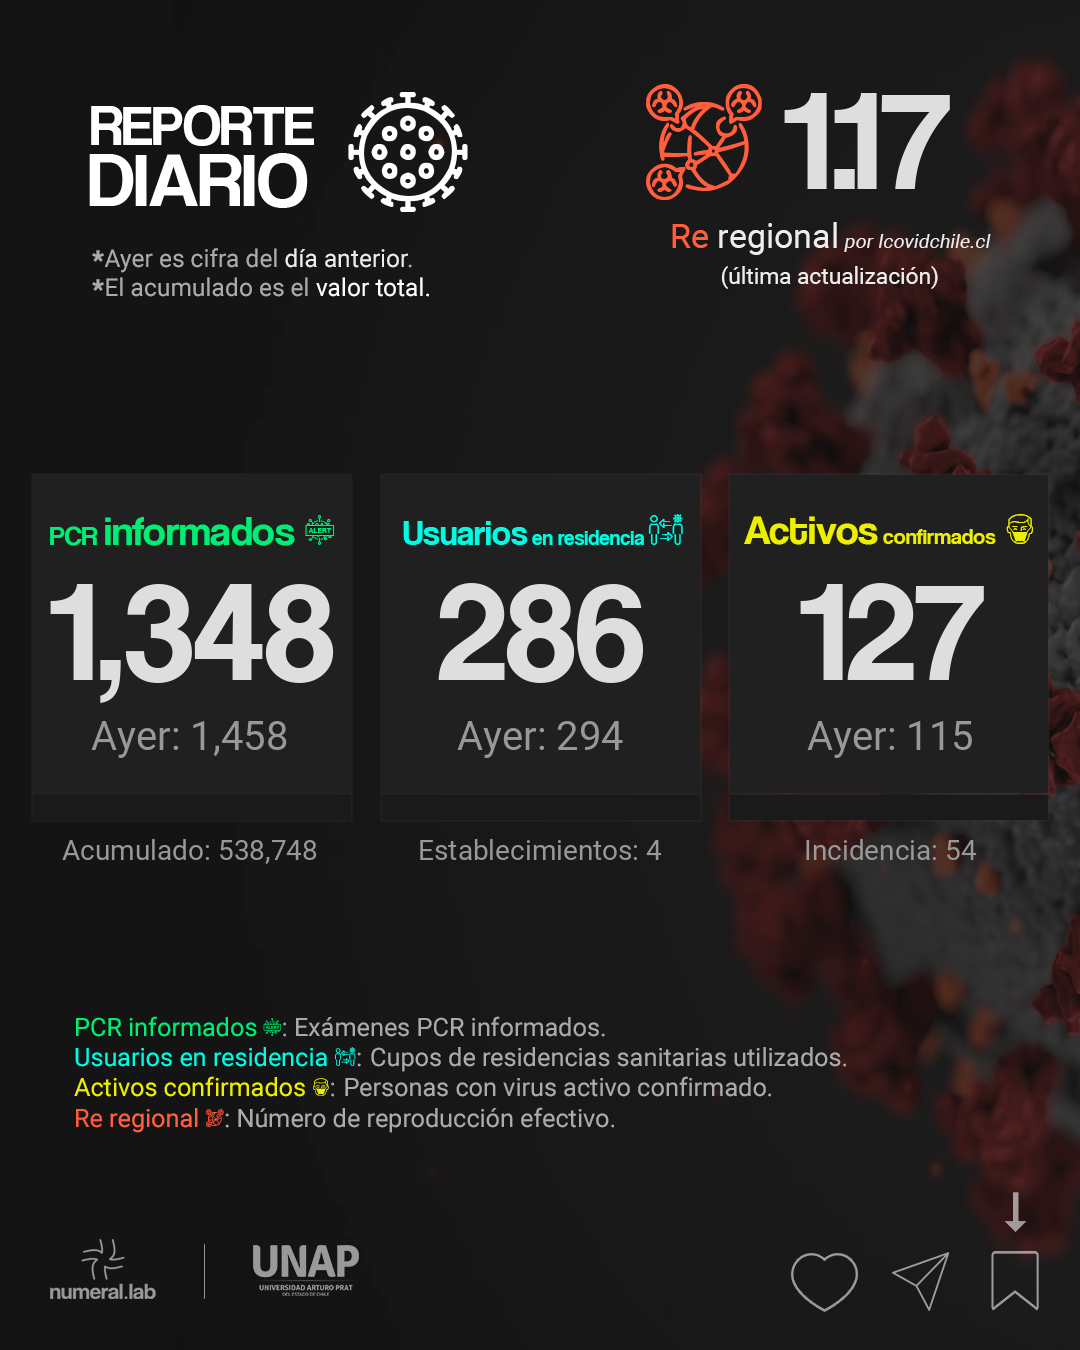 REPORTE
DIARIO
*Ayer es cifra del día anterior.
*El acumulado es el valor total.
1.17
Re regional por Icovidchile.cl
(última actualización)
PCR informados ALERT
1,348
Ayer: 1,458
Acumulado: 538,748
Usuarios en residencia
286
Ayer: 294
Establecimientos: 4
Activos confirmados
127
Ayer: 115
Incidencia: 54
PCR informados ALERT: Exámenes PCR informados.
Usuarios en residencia : Cupos de residencias sanitarias utilizados.
Activos confirmados : Personas con virus activo confirmado.
Re regional : Número de reproducción efectivo.
numeral.lab
UNAP
UNIVERSIDAD ARTURO PRAT
DEL ESTADO DE CHILE